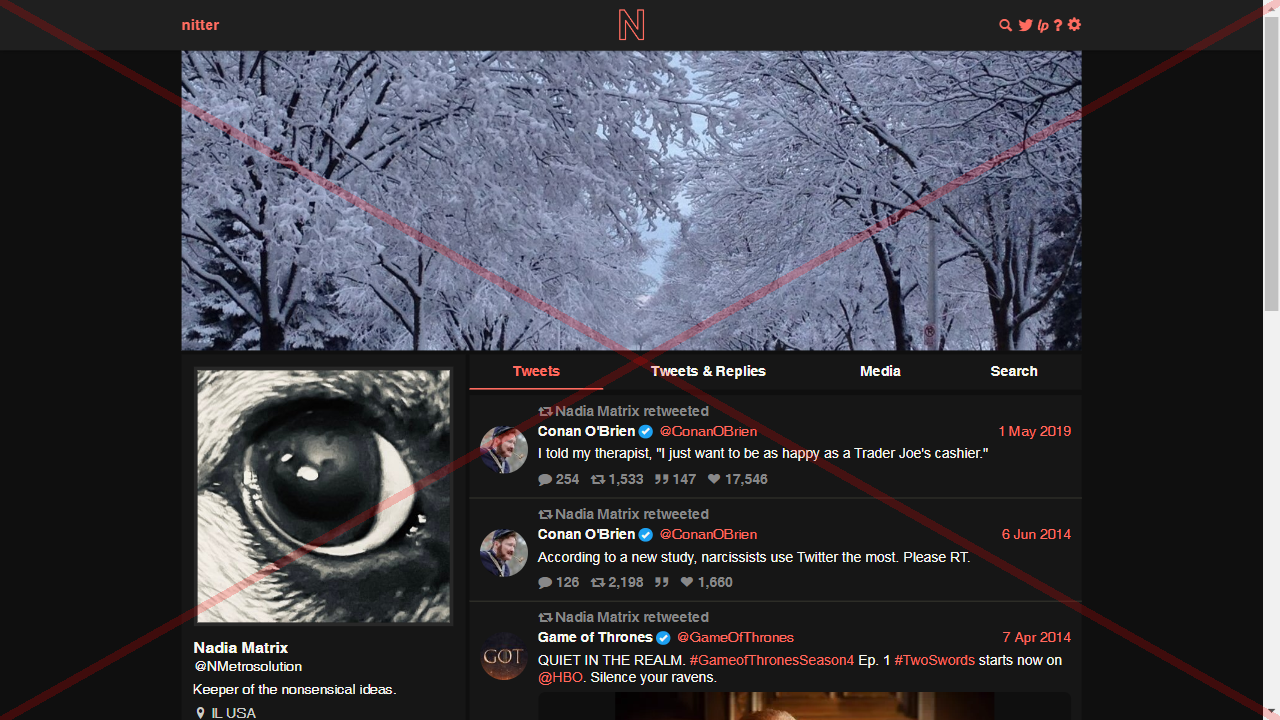 nitter
N
lp ?
Tweets
Tweets & Replies
Media
Search
Nadia Matrix retweeted
Conan O'Brien @ConanOBrien 1 May 2019
I told my therapist, "I just want to be as happy as a Trader Joe's cashier."
254 1,533 147 17,546
Nadia Matrix retweeted
Conan O'Brien @ConanOBrien 6 Jun 2014
According to a new study, narcissists use Twitter the most. Please RT.
126 2,198 1,660
Nadia Matrix retweeted
Game of Thrones @GameOfThrones 7 Apr 2014
GOT
QUIET IN THE REALM. #GameofThronesSeason4 Ep. 1 #TwoSwords starts now on
@HBO. Silence your ravens.
Nadia Matrix
@NMetrosolution
Keeper of the nonsensical ideas.
IL USA